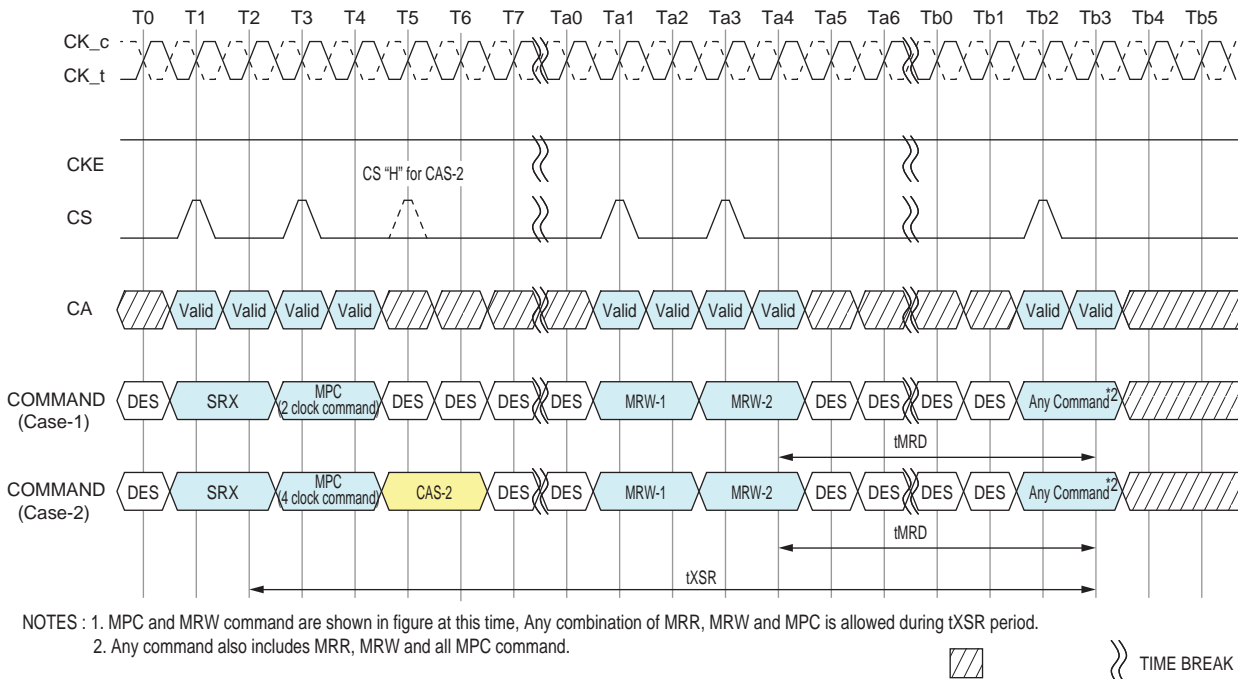 T0 T1 T2 T3 T4 T5 T6 T7 Ta0 Ta1 Ta2 Ta3 Ta4 Ta5 Ta6 Tb0 Tb1 Tb2 Tb3 Tb4 Tb5
CK_c
CK_t
CKE
CS “H” for CAS-2
CS
CA Valid Valid Valid Valid Valid Valid Valid Valid Valid Valid
COMMAND (Case-1) DES SRX MPC (2 clock command) DES DES DES DES MRW-1 MRW-2 DES DES DES DES Any Command*2
tMRD
COMMAND (Case-2) DES SRX MPC (4 clock command) CAS-2 DES DES MRW-1 MRW-2 DES DES DES DES Any Command*2
tMRD
tXSR
NOTES : 1. MPC and MRW command are shown in figure at this time, Any combination of MRR, MRW and MPC is allowed during tXSR period.
2. Any command also includes MRR, MRW and all MPC command.
TIME BREAK